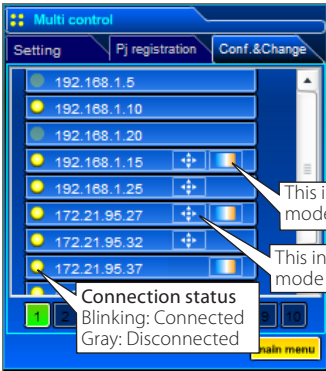 Multi control
Setting Pj registration Conf.&Change
192.168.1.5
192.168.1.10
192.168.1.20
192.168.1.15
192.168.1.25
This i
mode
172.21.95.27
172.21.95.32
This in
mode
172.21.95.37
Connection status
Blinking: Connected
Gray: Disconnected
1 2 9 10
main menu